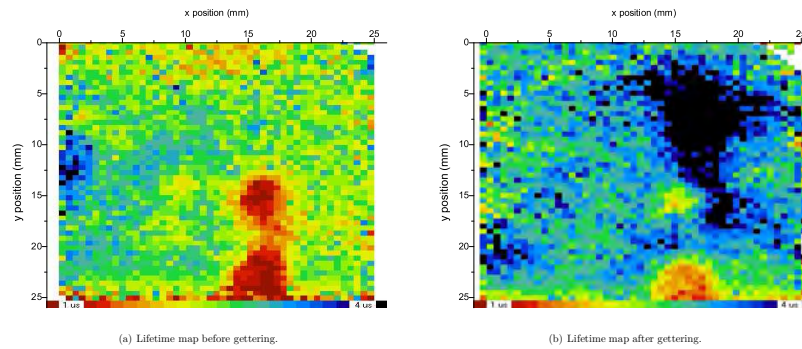 x position (mm)
0 5 10 15 20 25
y position (mm)
0
5
10
15
20
25
1 us 4 us
(a) Lifetime map before gettering.
x position (mm)
0 5 10 15 20 25
y position (mm)
0
5
10
15
20
25
1 us 4 us
(b) Lifetime map after gettering.